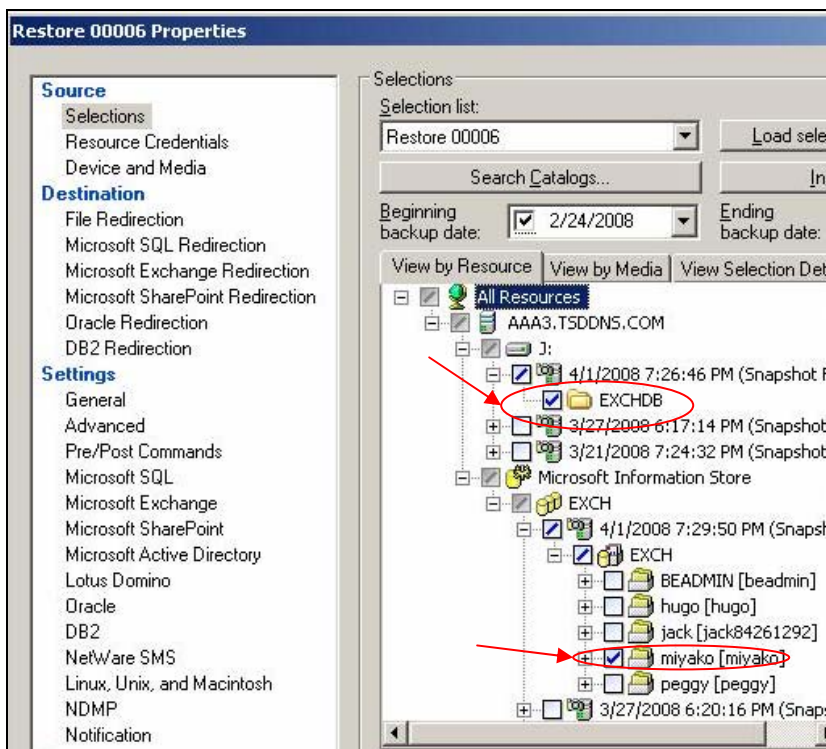 Restore 00006 Properties
Source
Selections
Resource Credentials
Device and Media
Destination
File Redirection
Microsoft SQL Redirection
Microsoft Exchange Redirection
Microsoft SharePoint Redirection
Oracle Redirection
DB2 Redirection
Settings
General
Advanced
Pre/Post Commands
Microsoft SQL
Microsoft Exchange
Microsoft SharePoint
Microsoft Active Directory
Lotus Domino
Oracle
DB2
NetWare SMS
Linux, Unix, and Macintosh
NDMP
Notification
Selections
Selection list:
Restore 00006
Load sele
Search Catalogs...
In
Beginning
backup date:
2/24/2008
Ending
backup date:
View by Resource
View by Media
View Selection Det
All Resources
AAA3.TSDDNS.COM
J:
4/1/2008 7:26:46 PM (Snapshot F
EXCHDB
3/27/2008 6:17:14 PM (Snapshot
3/21/2008 7:24:32 PM (Snapshot
Microsoft Information Store
EXCH
4/1/2008 7:29:50 PM (Snapsh
EXCH
BEADMIN [beadmin]
hugo [hugo]
jack [jack84261292]
miyako [miyako]
peggy [peggy]
3/27/2008 6:20:16 PM (Snaps